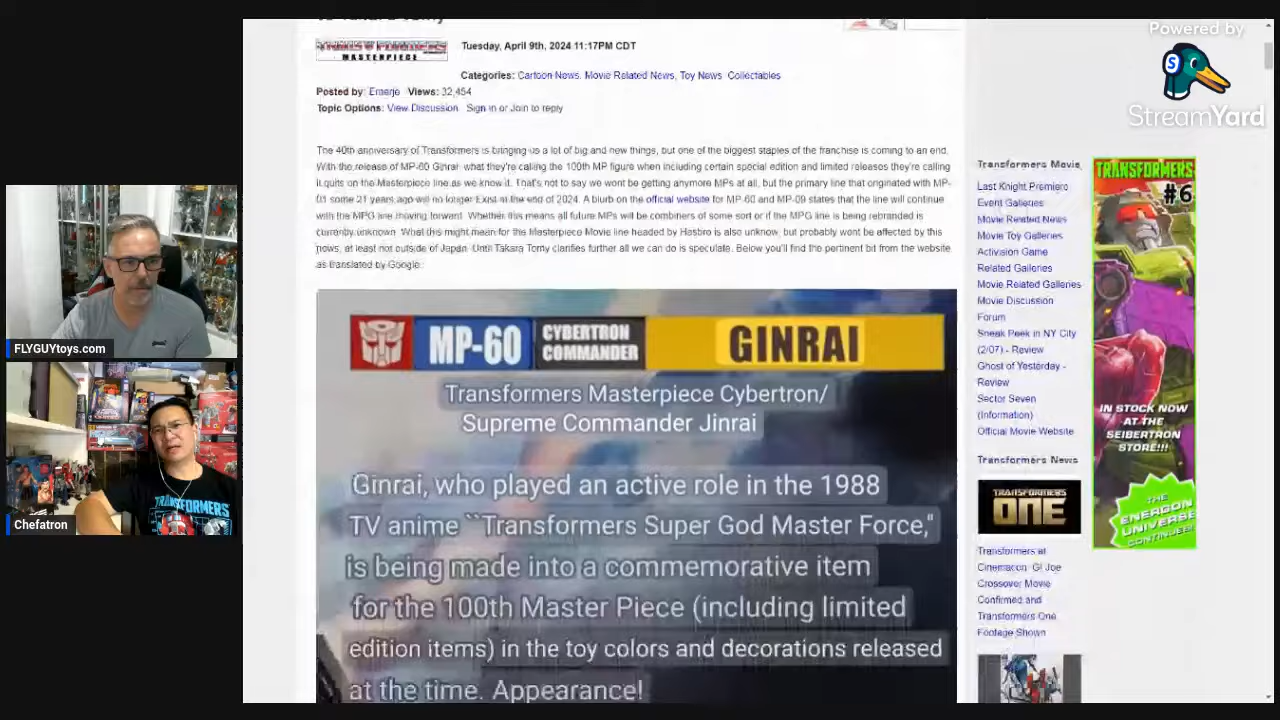 Tuesday, April 9th, 2024 11:17PM CDT
TRANSFORMERS
MASTERPIECE
Categories: Cartoon News, Movie Related News, Toy News, Collectables
Posted by: Emerje Views: 32,454
Topic Options: View Discussion Sign in or Join to reply
The 40th anniversary of Transformers is bringing us a lot of big and new things, but one of the biggest staples of the franchise is coming to an end.
With the release of MP-60 Ginrai, what they're calling the 100th MP figure when including certain special edition and limited releases they're calling
it quits on the Masterpiece line as we know it. That's not to say we wont be getting anymore MPs at all, but the primary line that originated with MP-
01 some 21 years ago will no longer Exist at the end of 2024. A blurb on the official website for MP-60 and MP-09 states that the line will continue
with the MPG line moving forward. Whether this means all future MPs will be combiners of some sort or if the MPG line is being rebranded is
currently unknown. What this might mean for the Masterpiece Movie line headed by Hasbro is also unknow, but probably wont be affected by this
news, at least not outside of Japan. Until Takara Tomy clarifies further all we can do is speculate. Below you'll find the pertinent bit from the website
as translated by Google:
MP-60 CYBERTRON COMMANDER GINRAI
Transformers Masterpiece Cybertron/
Supreme Commander Jinrai
Ginrai, who played an active role in the 1988
TV anime ``Transformers Super God Master Force,"
is being made into a commemorative item
for the 100th Master Piece (including limited
edition items) in the toy colors and decorations released
at the time. Appearance!
Transformers Movie
Last Knight Premiere
Event Galleries
Movie Related News
Movie Toy Galleries
Activision Game
Related Galleries
Movie Related Galleries
Movie Discussion
Forum
Sneak Peek in NY City
(2/07) - Review
Ghost of Yesterday -
Review
Sector Seven
(Information)
Official Movie Website
Transformers News
TRANSFORMERS
ONE
Transformers at
Cinemacon: GI Joe
Crossover Movie
Confirmed and
Transformers One
Footage Shown
TRANSFORMERS
#6
IN STOCK NOW
AT THE
SEIBERTRON
STORE!!!
THE
ENERGON
UNIVERSE
CONTINUES!
Powered by
S
StreamYard
FLYGUYtoys.com
TRANSFORMERS
Chefatron